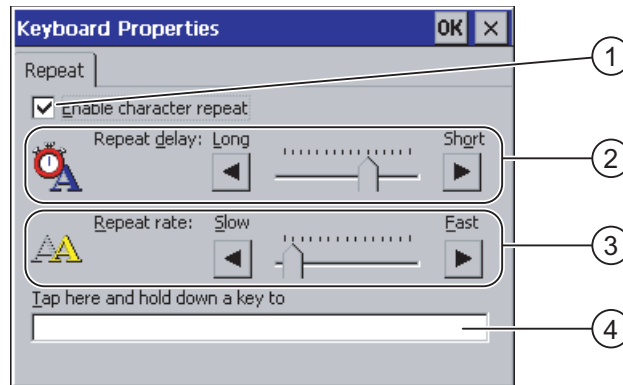 Keyboard Properties OK ×
Repeat
1
Enable character repeat
Repeat delay: Long Short
2
Repeat rate: Slow Fast
3
Tap here and hold down a key to
4